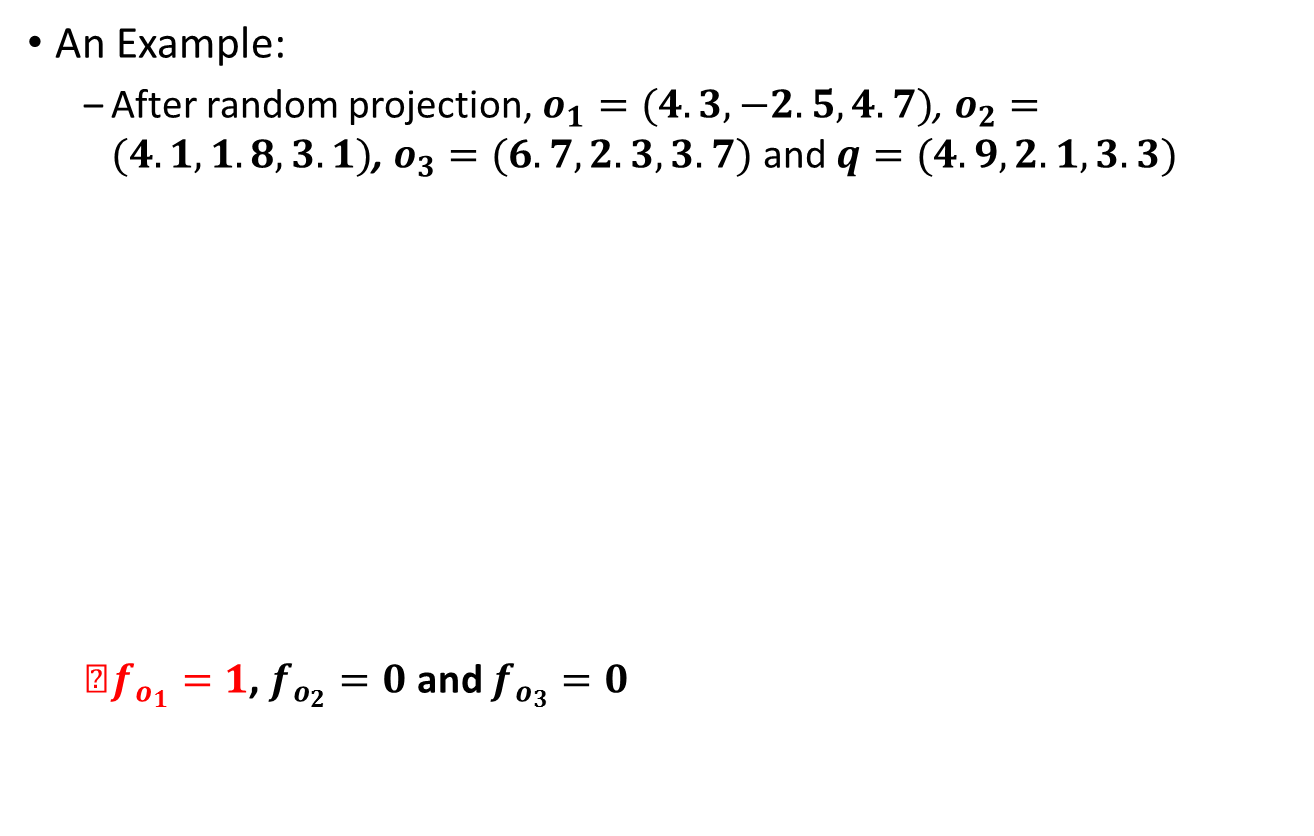 • An Example:
– After random projection, o₁ = (4.3, −2.5, 4.7), o₂ =
(4.1, 1.8, 3.1), o₃ = (6.7, 2.3, 3.7) and q = (4.9, 2.1, 3.3)
⍰f_{o₁} = 1, f_{o₂} = 0 and f_{o₃} = 0